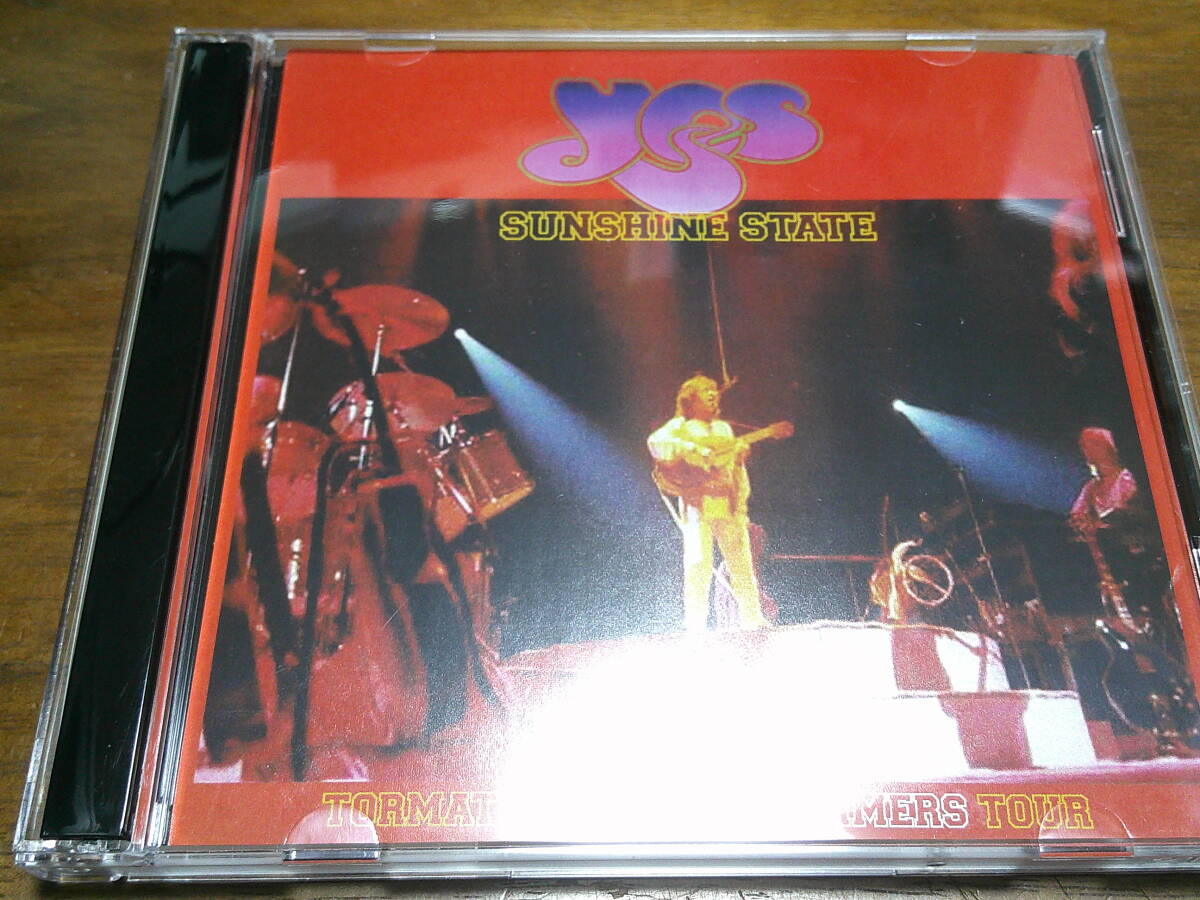 yes
SUNSHINE STATE
TORMAT MERS TOUR